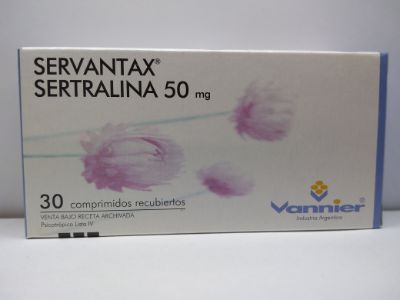 SERVANTAX®
SERTRALINA 50 mg
30 comprimidos recubiertos
VENTA BAJO RECETA ARCHIVADA
Psicotrópico Lista IV
Vannier
Industria Argentina